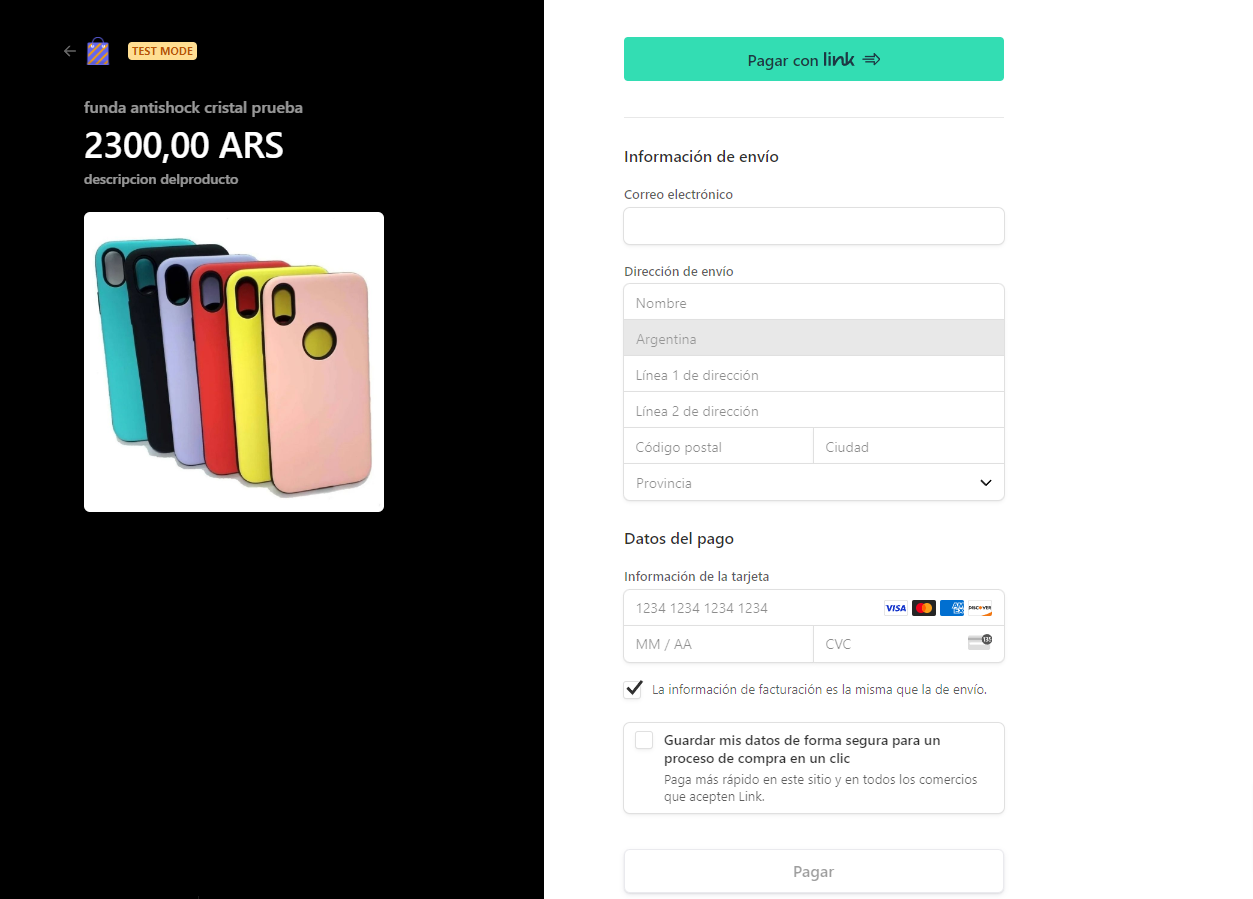 TEST MODE
funda antishock cristal prueba
2300,00 ARS
descripcion delproducto
Pagar con link
Información de envío
Correo electrónico
Dirección de envío
Nombre
Argentina
Línea 1 de dirección
Línea 2 de dirección
Código postal Ciudad
Provincia
Datos del pago
Información de la tarjeta
1234 1234 1234 1234 VISA AMEX DISCOVER
MM / AA CVC 135
La información de facturación es la misma que la de envío.
Guardar mis datos de forma segura para un
proceso de compra en un clic
Paga más rápido en este sitio y en todos los comercios
que acepten Link.
Pagar